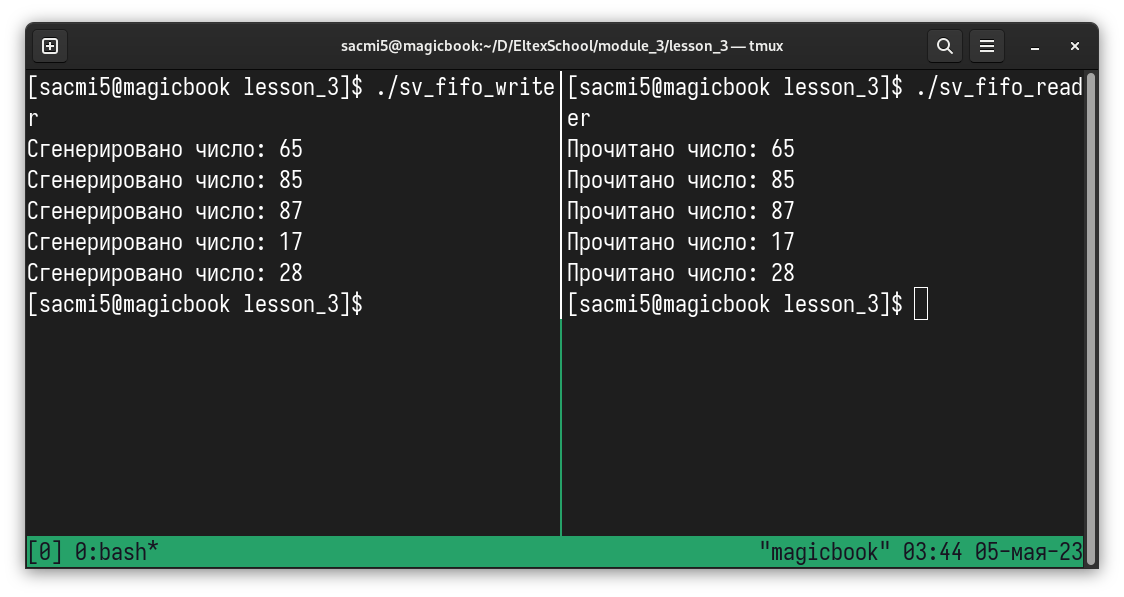 sacmi5@magicbook:~/D/EltexSchool/module_3/lesson_3 — tmux
[sacmi5@magicbook lesson_3]$ ./sv_fifo_write
r
Сгенерировано число: 65
Сгенерировано число: 85
Сгенерировано число: 87
Сгенерировано число: 17
Сгенерировано число: 28
[sacmi5@magicbook lesson_3]$
[sacmi5@magicbook lesson_3]$ ./sv_fifo_read
er
Прочитано число: 65
Прочитано число: 85
Прочитано число: 87
Прочитано число: 17
Прочитано число: 28
[sacmi5@magicbook lesson_3]$
[0] 0:bash* "magicbook" 03:44 05-мая-23